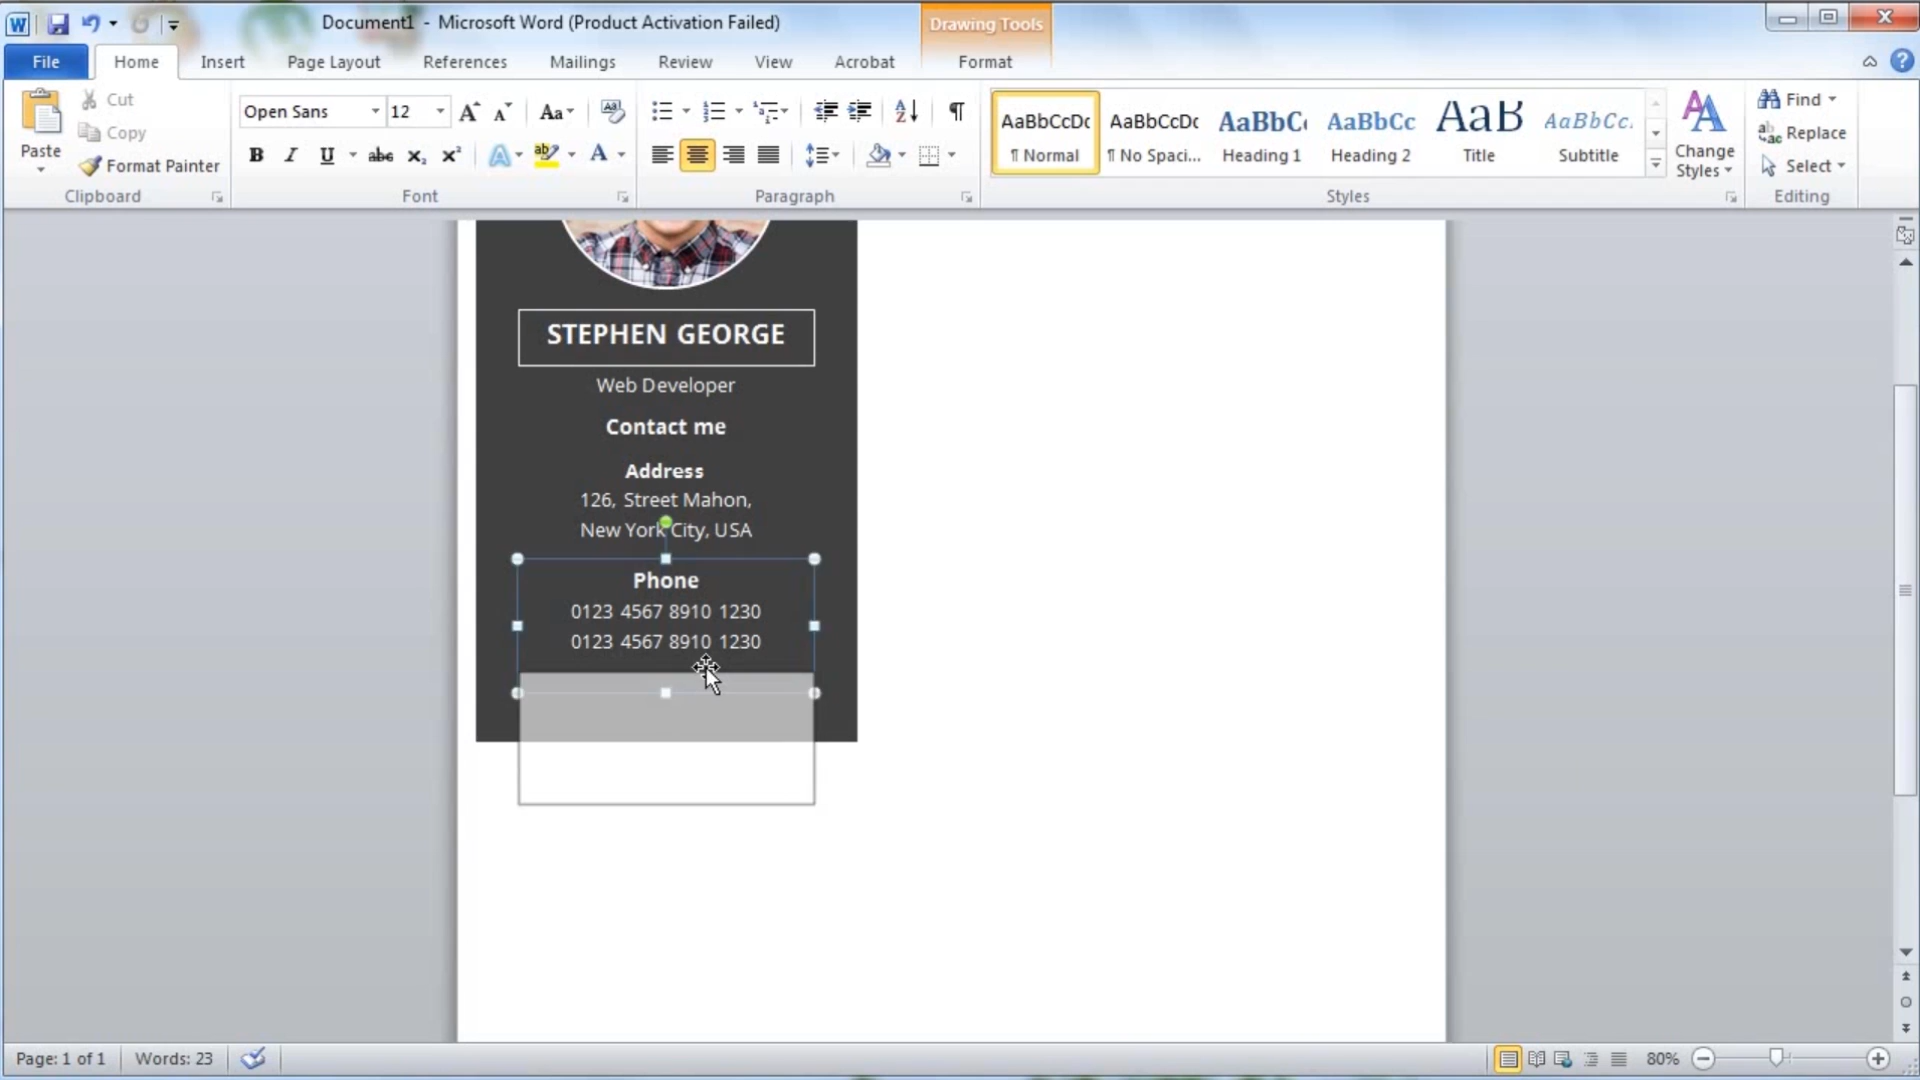 Document1 - Microsoft Word (Product Activation Failed)
Drawing Tools
File
Home
Insert
Page Layout
References
Mailings
Review
View
Acrobat
Format
Paste
Cut
Copy
Format Painter
Clipboard
Open Sans
12
Font
Paragraph
AaBbCcDc
¶ Normal
AaBbCcDc
¶ No Spaci...
AaBbC
Heading 1
AaBbCc
Heading 2
AaB
Title
AaBbCc.
Subtitle
Change
Styles
Styles
Find
Replace
Select
Editing
STEPHEN GEORGE
Web Developer
Contact me
Address
126, Street Mahon,
New York City, USA
Phone
0123 4567 8910 1230
0123 4567 8910 1230
Page: 1 of 1
Words: 23
80%